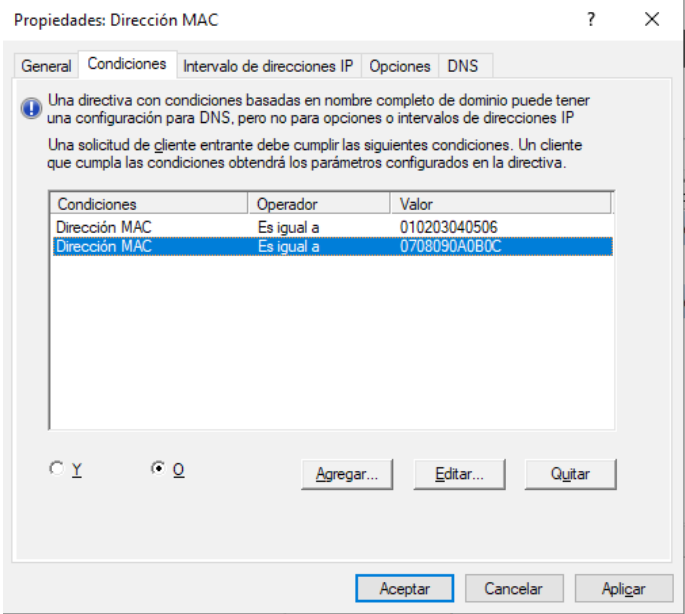 Propiedades: Dirección MAC ? ×
General Condiciones Intervalo de direcciones IP Opciones DNS
Una directiva con condiciones basadas en nombre completo de dominio puede tener
una configuración para DNS, pero no para opciones o intervalos de direcciones IP
Una solicitud de cliente entrante debe cumplir las siguientes condiciones. Un cliente
que cumpla las condiciones obtendrá los parámetros configurados en la directiva.
Condiciones Operador Valor
Dirección MAC Es igual a 010203040506
Dirección MAC Es igual a 0708090A0B0C
Y O Agregar... Editar... Quitar
Aceptar Cancelar Aplicar